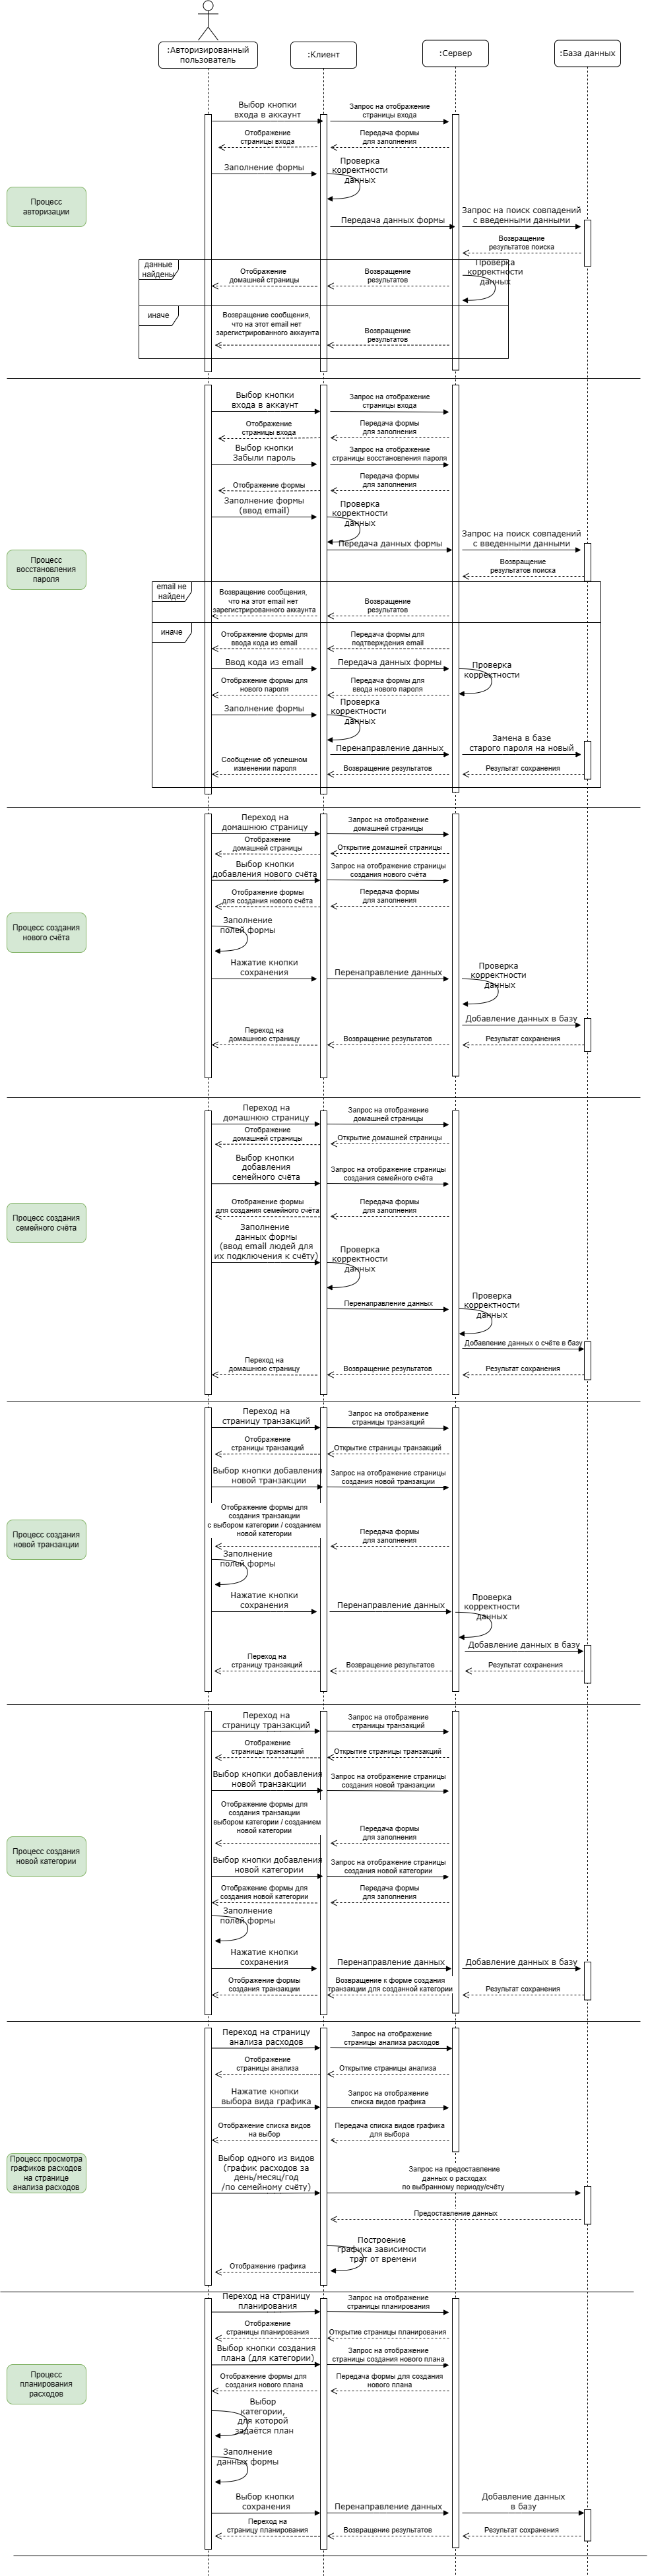 :Авторизированный
пользователь
:Клиент
:Сервер
:База данных
Процесс
авторизации
Выбор кнопки
входа в аккаунт
Запрос на отображение
страницы входа
Отображение
страницы входа
Передача формы
для заполнения
Заполнение формы
Проверка
корректности
данных
Передача данных формы
Запрос на поиск совпадений
с введенными данными
Возвращение
результатов поиска
данные
найдены
Отображение
домашней страницы
Возвращение
результатов
Проверка
корректности
данных
иначе
Возвращение сообщения,
что на этот email нет
зарегистрированного аккаунта
Возвращение
результатов
Процесс
восстановления
пароля
Выбор кнопки
входа в аккаунт
Запрос на отображение
страницы входа
Отображение
страницы входа
Передача формы
для заполнения
Выбор кнопки
Забыли пароль
Запрос на отображение
страницы восстановления пароля
Отображение формы
Передача формы
для заполнения
Заполнение формы
(ввод email)
Проверка
корректности
данных
Передача данных формы
Запрос на поиск совпадений
с введенными данными
Возвращение
результатов поиска
email не
найден
Возвращение сообщения,
что на этот email нет
зарегистрированного аккаунта
Возвращение
результатов
иначе
Отображение формы для
ввода кода из email
Передача формы для
подтверждения email
Ввод кода из email
Передача данных формы
Проверка
корректности
Отображение формы для
нового пароля
Передача формы для
ввода нового пароля
Заполнение формы
Проверка
корректности
данных
Перенаправление данных
Замена в базе
старого пароля на новый
Сообщение об успешном
изменении пароля
Возвращение результатов
Результат сохранения
Процесс создания
нового счёта
Переход на
домашнюю страницу
Запрос на отображение
домашней страницы
Отображение
домашней страницы
Открытие домашней страницы
Выбор кнопки
добавления нового счёта
Запрос на отображение страницы
создания нового счёта
Отображение формы
для создания нового счёта
Передача формы
для заполнения
Заполнение
полей формы
Нажатие кнопки
сохранения
Перенаправление данных
Проверка
корректности
данных
Добавление данных в базу
Переход на
домашнюю страницу
Возвращение результатов
Результат сохранения
Процесс создания
семейного счёта
Переход на
домашнюю страницу
Запрос на отображение
домашней страницы
Отображение
домашней страницы
Открытие домашней страницы
Выбор кнопки
добавления
семейного счёта
Запрос на отображение страницы
создания семейного счёта
Отображение формы
для создания семейного счёта
Передача формы
для заполнения
Заполнение
данных формы
(ввод email людей для
их подключения к счёту)
Проверка
корректности
данных
Перенаправление данных
Проверка
корректности
данных
Добавление данных о счёте в базу
Переход на
домашнюю страницу
Возвращение результатов
Результат сохранения
Процесс создания
новой транзакции
Переход на
страницу транзакций
Запрос на отображение
страницы транзакций
Отображение
страницы транзакций
Открытие страницы транзакций
Выбор кнопки добавления
новой транзакции
Запрос на отображение страницы
создания новой транзакции
Отображение формы для
создания транзакции
с выбором категории / созданием
новой категории
Передача формы
для заполнения
Заполнение
полей формы
Нажатие кнопки
сохранения
Перенаправление данных
Проверка
корректности
данных
Добавление данных в базу
Переход на
страницу транзакций
Возвращение результатов
Результат сохранения
Процесс создания
новой категории
Переход на
страницу транзакций
Запрос на отображение
страницы транзакций
Отображение
страницы транзакций
Открытие страницы транзакций
Выбор кнопки добавления
новой транзакции
Запрос на отображение страницы
создания новой транзакции
Отображение формы для
создания транзакции
выбором категории / созданием
новой категории
Передача формы
для заполнения
Выбор кнопки добавления
новой категории
Запрос на отображение страницы
создания новой категории
Отображение формы для
создания новой категории
Передача формы
для заполнения
Заполнение
полей формы
Нажатие кнопки
сохранения
Перенаправление данных
Добавление данных в базу
Отображение формы
создания транзакции
Возвращение к форме создания
транзакции для созданной категории
Результат сохранения
Процесс просмотра
графиков расходов
на странице
анализа расходов
Переход на страницу
анализа расходов
Запрос на отображение
страницы анализа расходов
Отображение
страницы анализа
Открытие страницы анализа
Нажатие кнопки
выбора вида графика
Запрос на отображение
списка видов графика
Отображение списка видов
на выбор
Передача списка видов графика
для выбора
Выбор одного из видов
(график расходов за
день/месяц/год
/по семейному счёту)
Запрос на предоставление
данных о расходах
по выбранному периоду/счёту
Предоставление данных
Построение
графика зависимости
трат от времени
Отображение графика
Процесс
планирования
расходов
Переход на страницу
планирования
Запрос на отображение
страницы планирования
Отображение
страницы планирования
Открытие страницы планирования
Выбор кнопки создания
плана (для категории)
Запрос на отображение
страницы создания нового плана
Отображение формы для
создания нового плана
Передача формы для создания
нового плана
Выбор
категории,
для которой
задаётся план
Заполнение
данных формы
Выбор кнопки
сохранения
Перенаправление данных
Добавление данных
в базу
Переход на
страницу планирования
Возвращение результатов
Результат сохранения